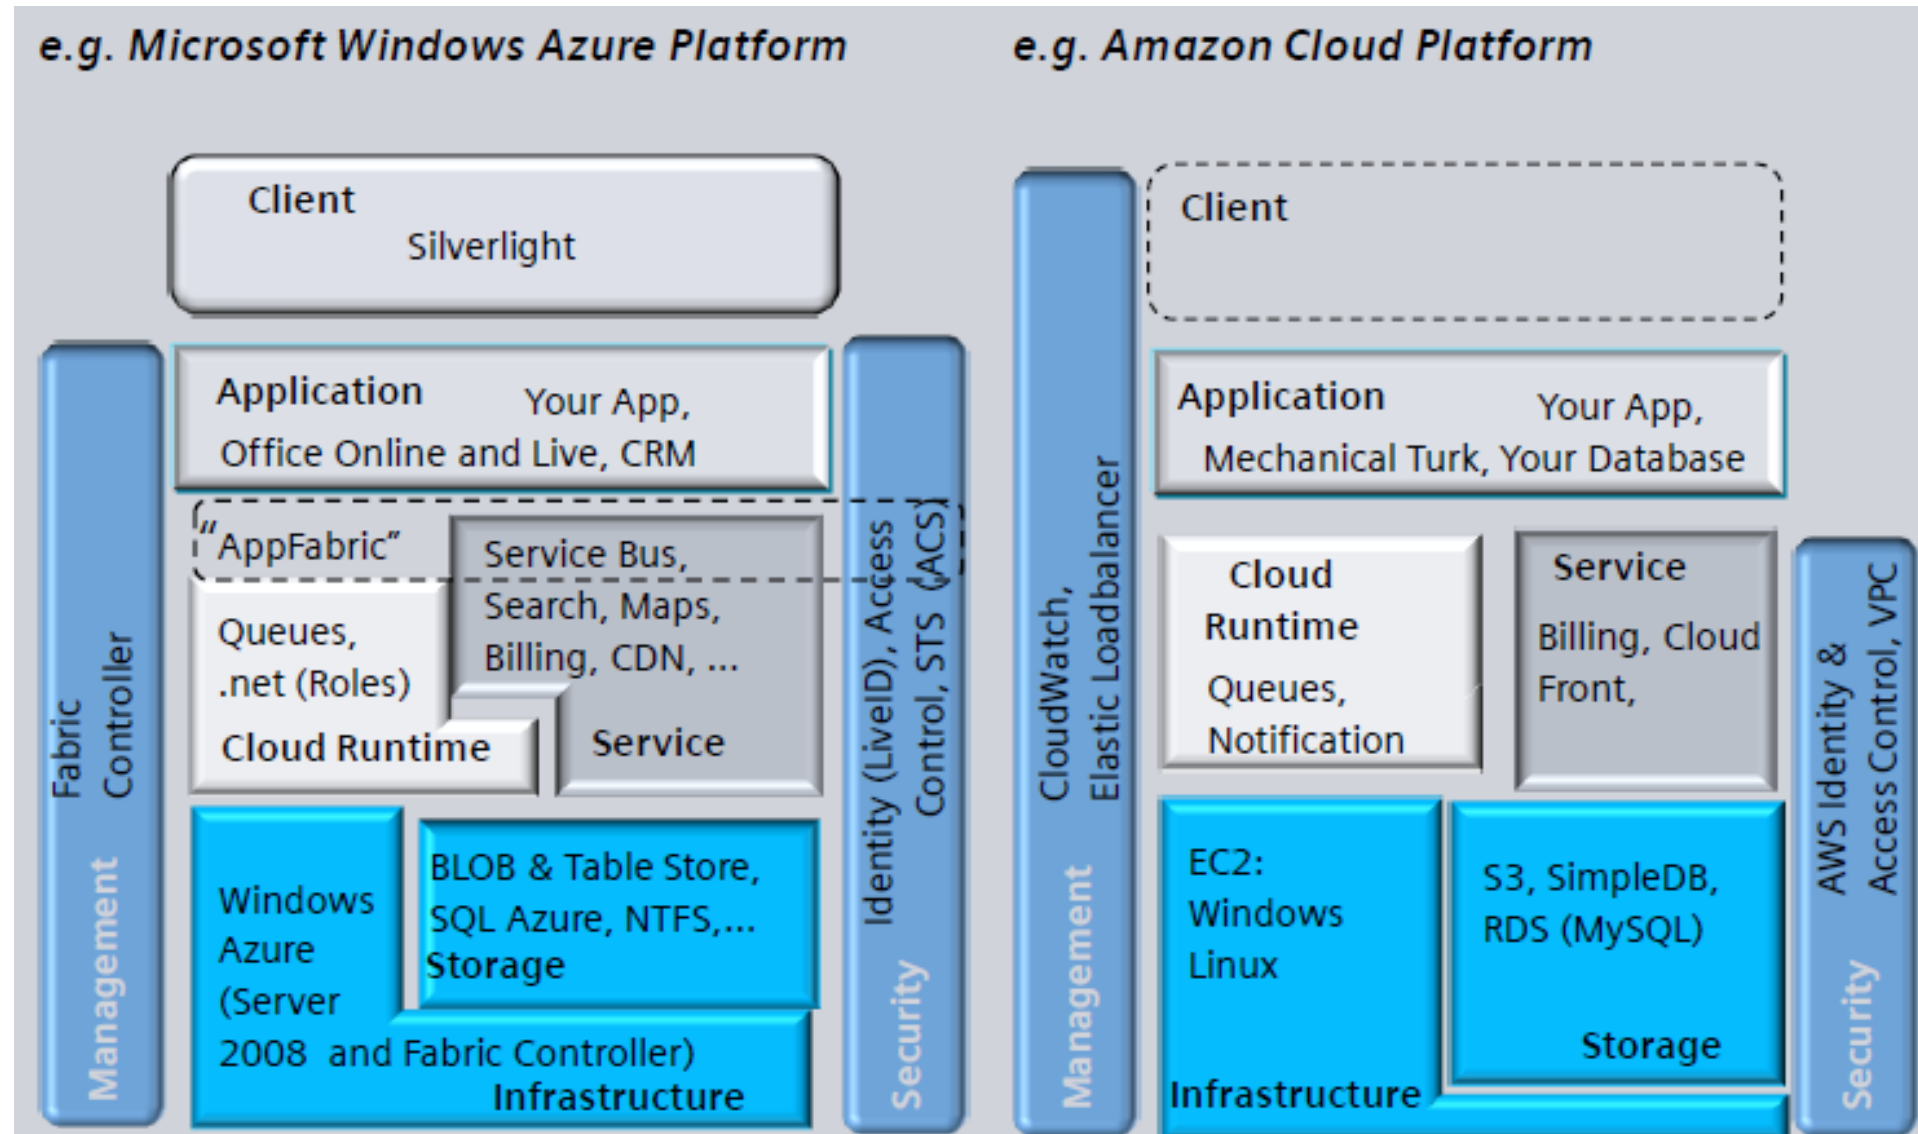 e.g. Microsoft Windows Azure Platform
Client
Silverlight
Fabric
Controller
Management
Application Your App,
Office Online and Live, CRM
“AppFabric”
Service Bus,
Search, Maps,
Billing, CDN, ...
Service
Queues,
.net (Roles)
Cloud Runtime
Windows
Azure
(Server
2008 and Fabric Controller)
Infrastructure
BLOB & Table Store,
SQL Azure, NTFS,...
Storage
Identity (LiveID), Access
Control, STS (ACS)
Security
e.g. Amazon Cloud Platform
CloudWatch,
Elastic Loadbalancer
Management
Client
Application Your App,
Mechanical Turk, Your Database
Cloud
Runtime
Queues,
Notification
Service
Billing, Cloud
Front,
EC2:
Windows
Linux
Infrastructure
S3, SimpleDB,
RDS (MySQL)
Storage
AWS Identity &
Access Control, VPC
Security